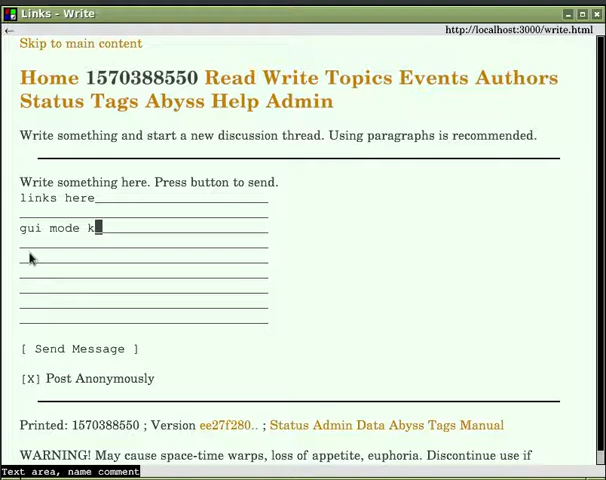 Links - Write
http://localhost:3000/write.html
Skip to main content
Home 1570388550 Read Write Topics Events Authors
Status Tags Abyss Help Admin
Write something and start a new discussion thread. Using paragraphs is recommended.
Write something here. Press button to send.
links here
gui mode k
[ Send Message ]
[X] Post Anonymously
Printed: 1570388550 ; Version ee27f280.. ; Status Admin Data Abyss Tags Manual
WARNING! May cause space-time warps, loss of appetite, euphoria. Discontinue use if
Text area, name comment